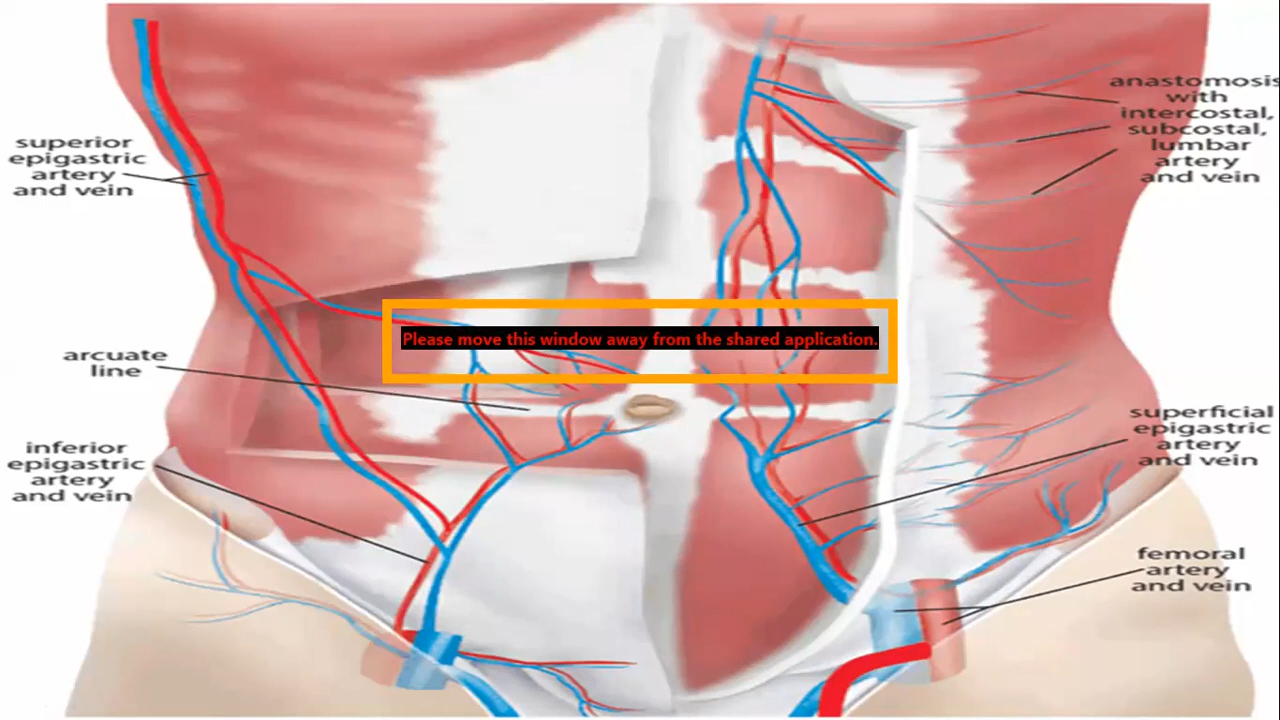 superior
epigastric
artery
and vein
arcuate
line
inferior
epigastric
artery
and vein
Please move this window away from the shared application.
anastomosis
with
intercostal,
subcostal,
lumbar
artery
and vein
superficial
epigastric
artery
and vein
femoral
artery
and vein